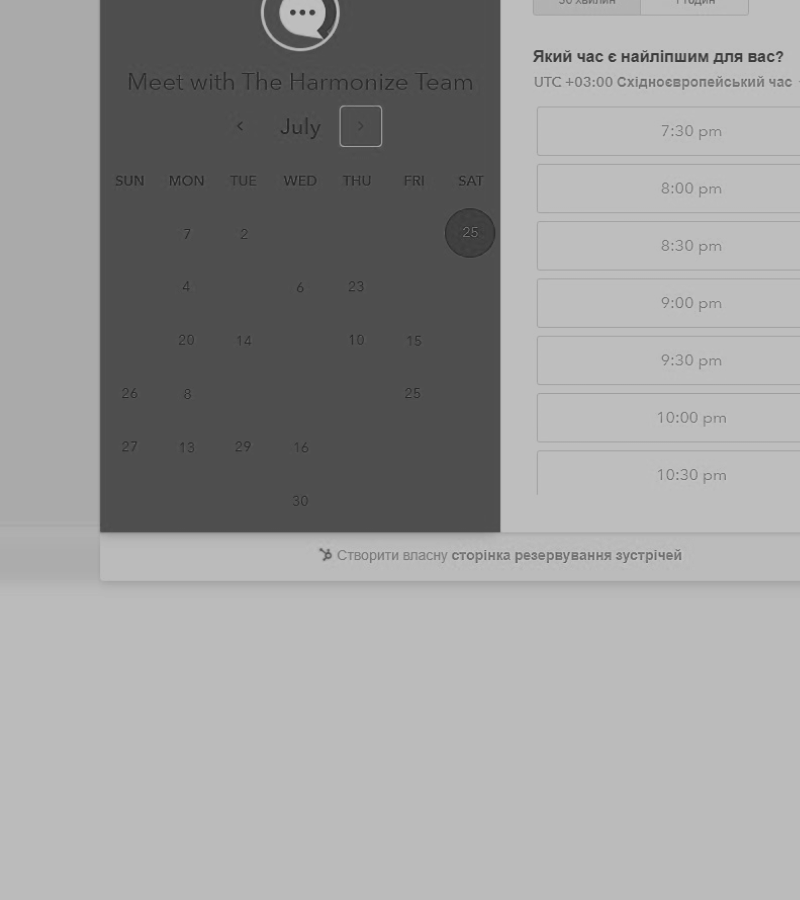 30 хвилин 1 годин
Який час є найліпшим для вас?
UTC +03:00 Східноєвропейський час
Meet with The Harmonize Team
July
SUN MON TUE WED THU FRI SAT
7 2 25
4 6 23
20 14 10 15
26 8 25
27 13 29 16
30
7:30 pm
8:00 pm
8:30 pm
9:00 pm
9:30 pm
10:00 pm
10:30 pm
Створити власну сторінка резервування зустрічей